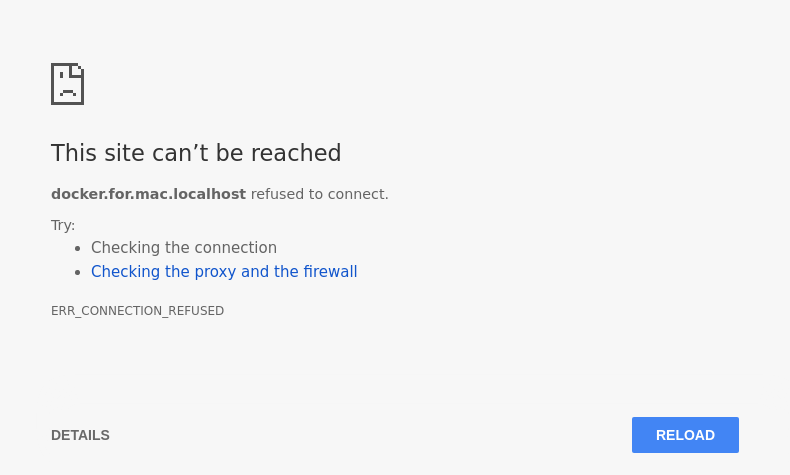 This site can’t be reached
docker.for.mac.localhost refused to connect.
Try:
Checking the connection
Checking the proxy and the firewall
ERR_CONNECTION_REFUSED
DETAILS
RELOAD